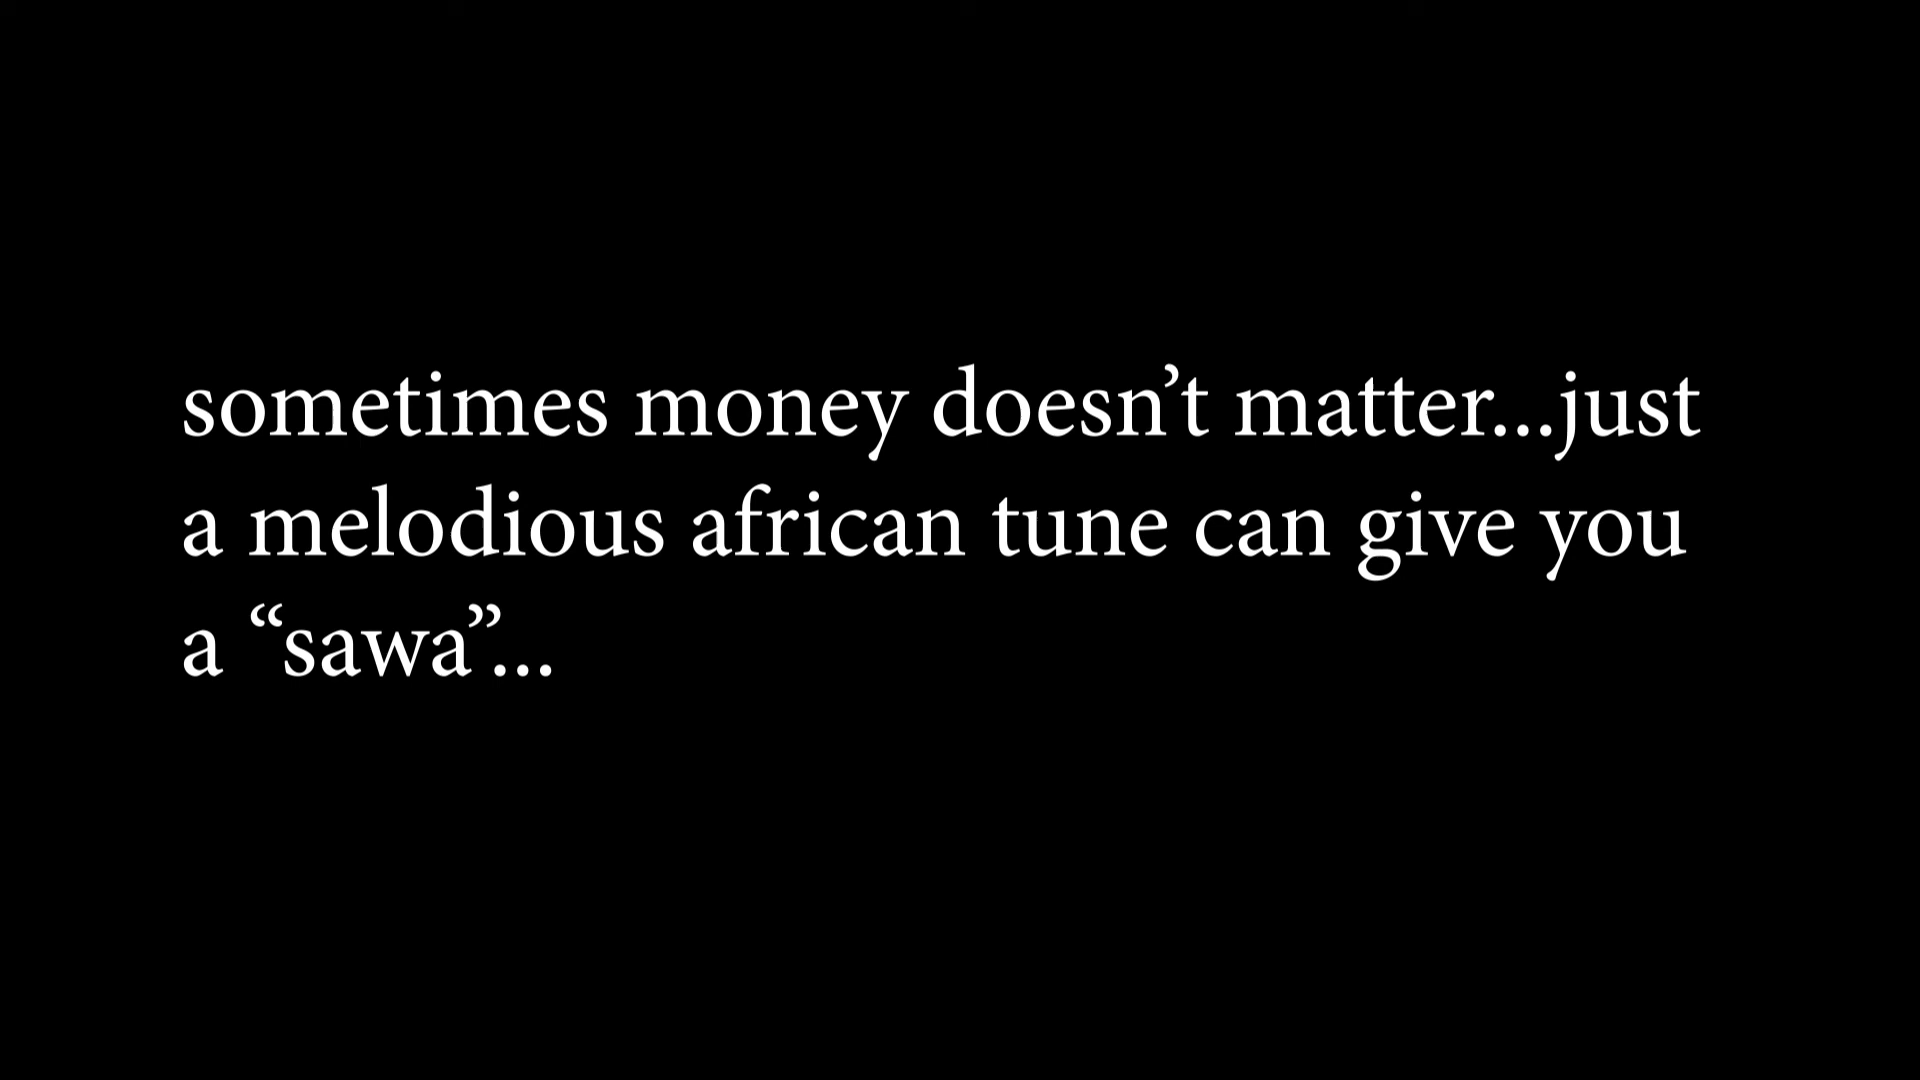 sometimes money doesn’t matter...just
a melodious african tune can give you
a “sawa”...